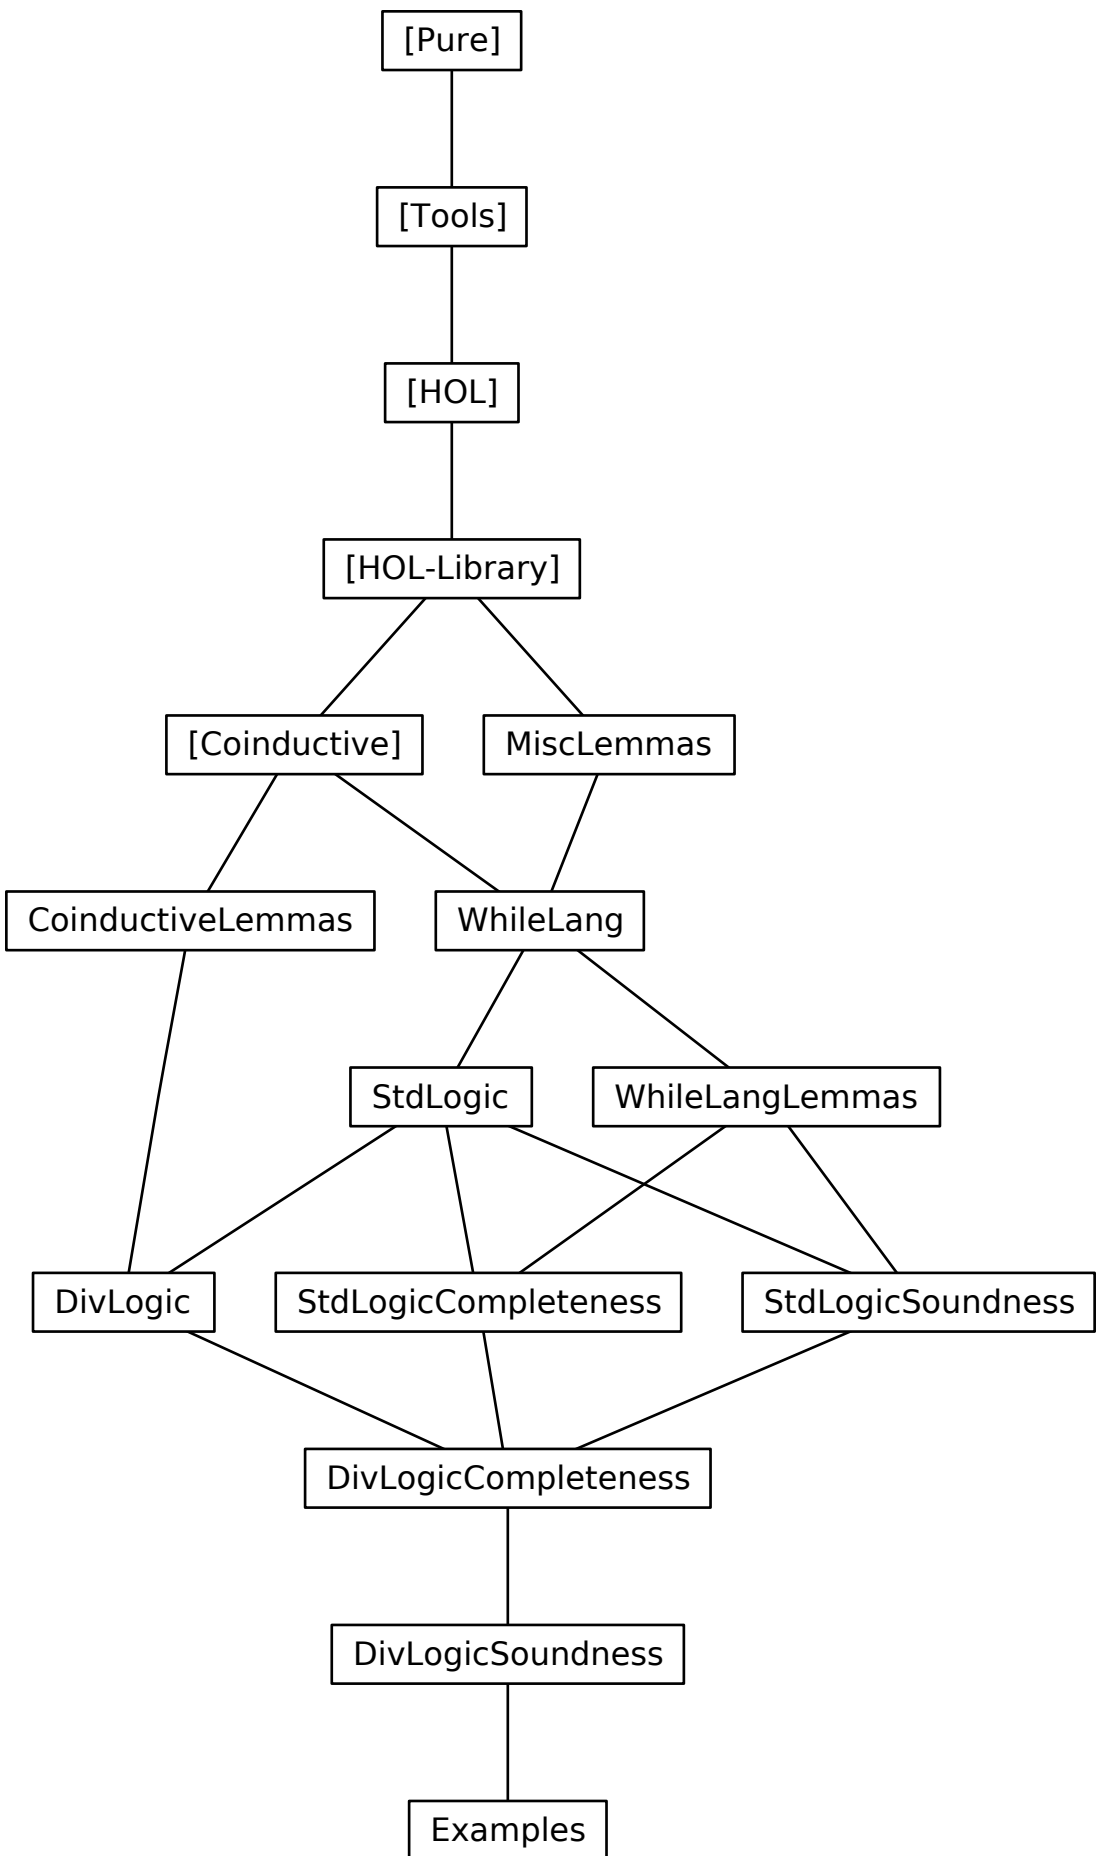 [Pure]
[Tools]
[HOL]
[HOL-Library]
[Coinductive]
MiscLemmas
CoinductiveLemmas
WhileLang
StdLogic
WhileLangLemmas
DivLogic
StdLogicCompleteness
StdLogicSoundness
DivLogicCompleteness
DivLogicSoundness
Examples